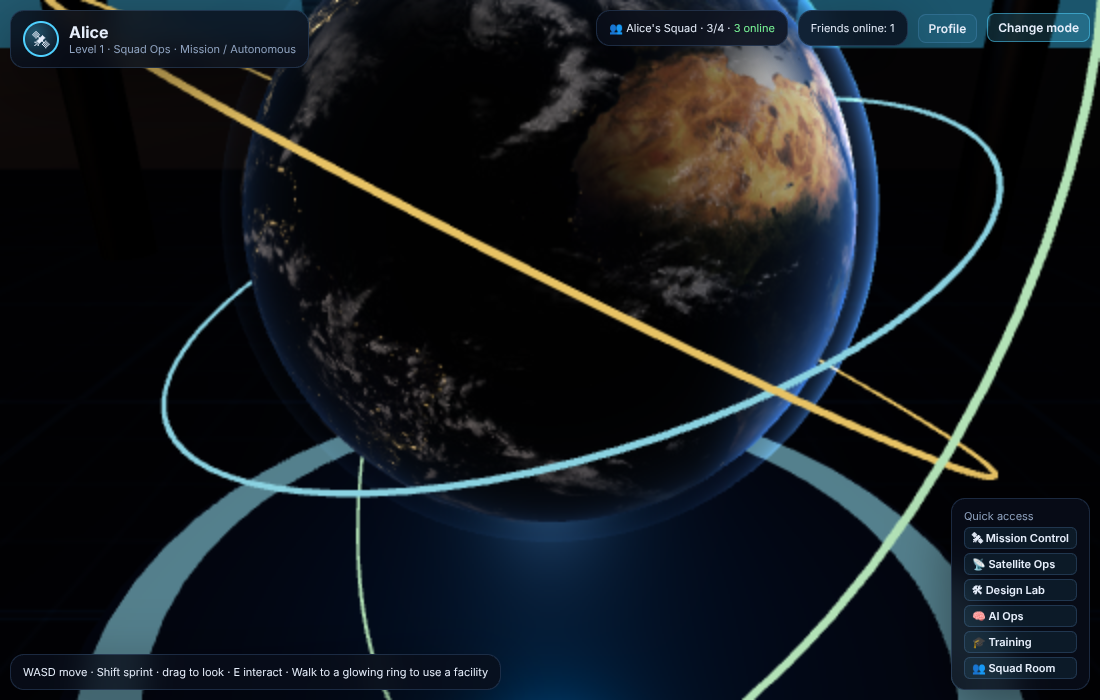 Alice
Level 1 · Squad Ops · Mission / Autonomous
👥 Alice's Squad · 3/4 · 3 online
Friends online: 1
Profile
Change mode
Quick access
🛰 Mission Control
📡 Satellite Ops
🛠 Design Lab
🧠 AI Ops
🎓 Training
👥 Squad Room
WASD move · Shift sprint · drag to look · E interact · Walk to a glowing ring to use a facility